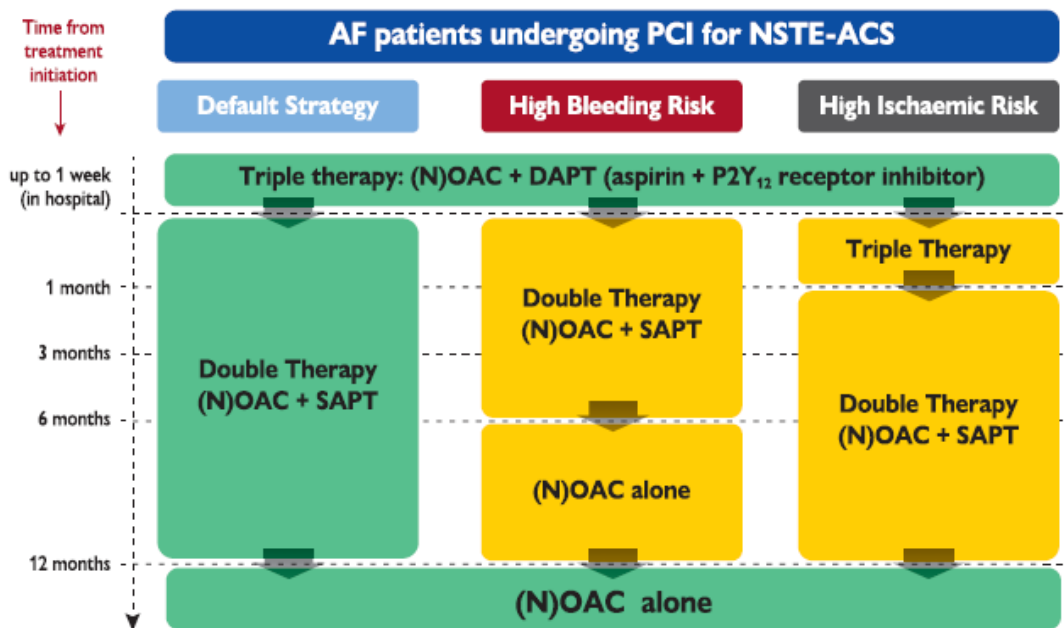 Time from
treatment
initiation
AF patients undergoing PCI for NSTE-ACS
Default Strategy
High Bleeding Risk
High Ischaemic Risk
up to 1 week
(in hospital)
Triple therapy: (N)OAC + DAPT (aspirin + P2Y₁₂ receptor inhibitor)
Triple Therapy
1 month
Double Therapy
(N)OAC + SAPT
3 months
Double Therapy
(N)OAC + SAPT
6 months
Double Therapy
(N)OAC + SAPT
(N)OAC alone
12 months
(N)OAC alone